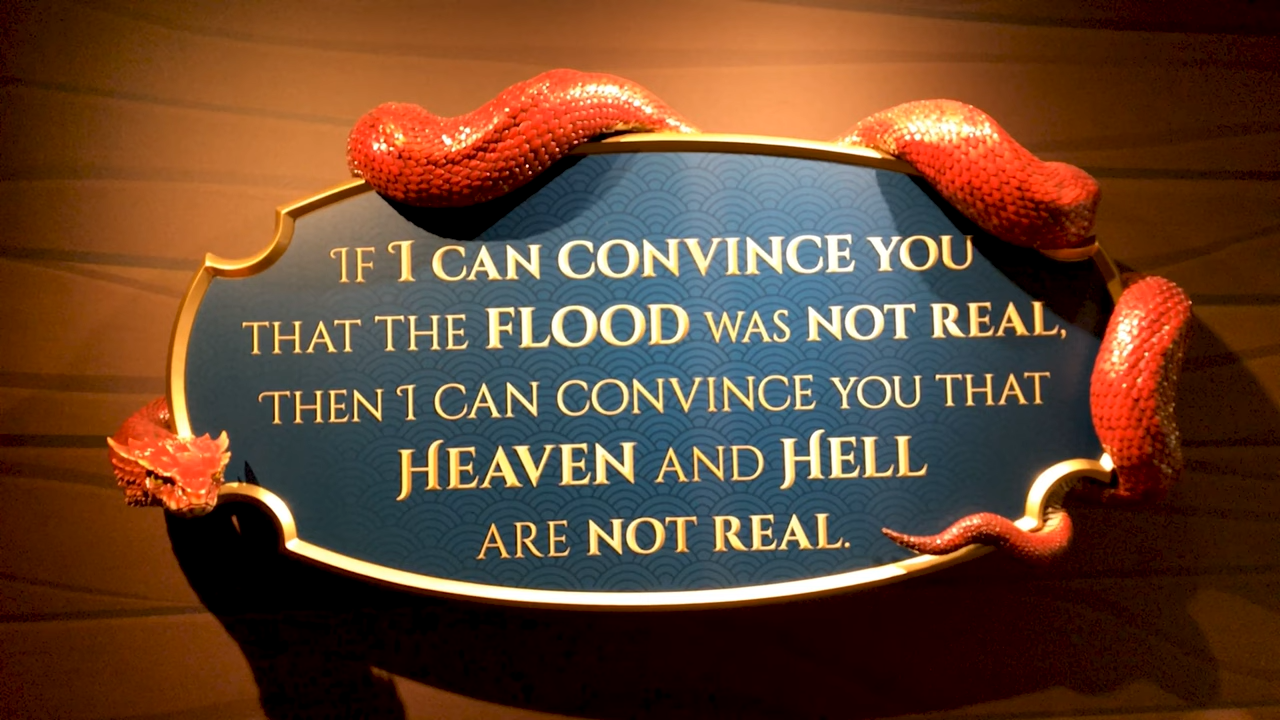 IF I CAN CONVINCE YOU
THAT THE FLOOD WAS NOT REAL,
THEN I CAN CONVINCE YOU THAT
HEAVEN AND HELL
ARE NOT REAL.